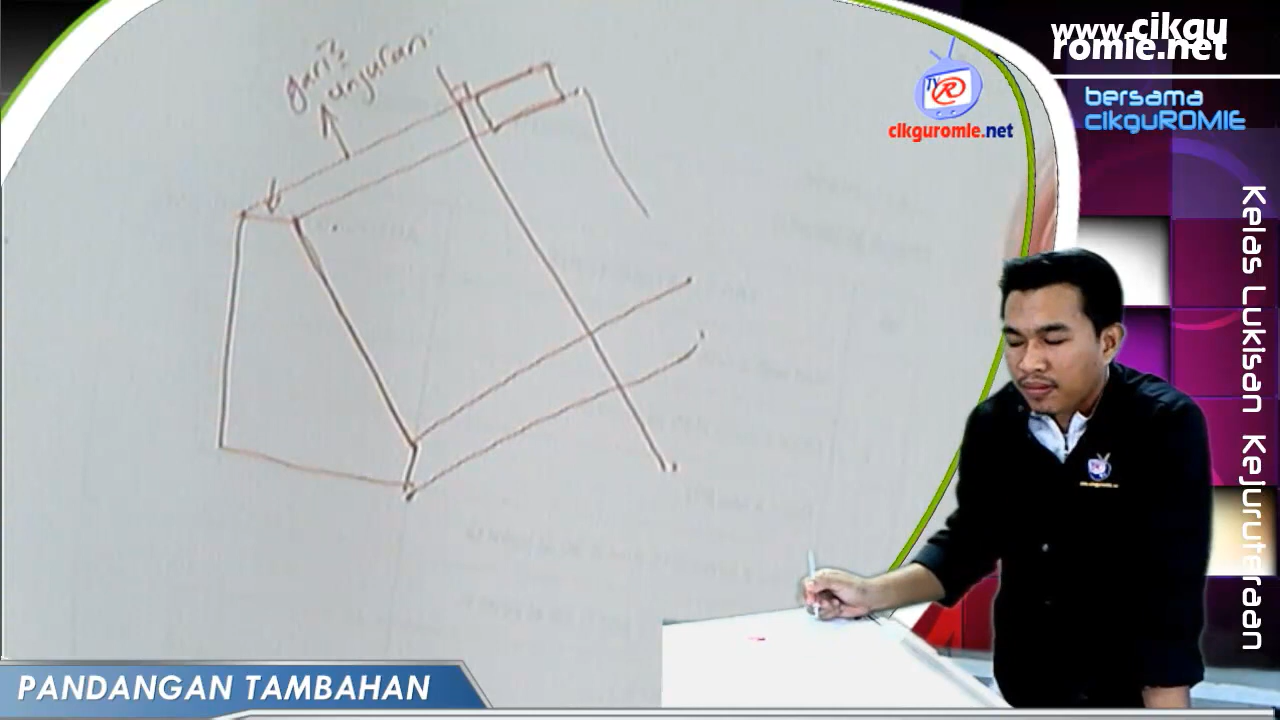 garis
unjuran
TV R
cikguromie.net
www.cikgu
romie.net
bersama
cikguROMIE
Kelas Lukisan Kejuruteraan
PANDANGAN TAMBAHAN